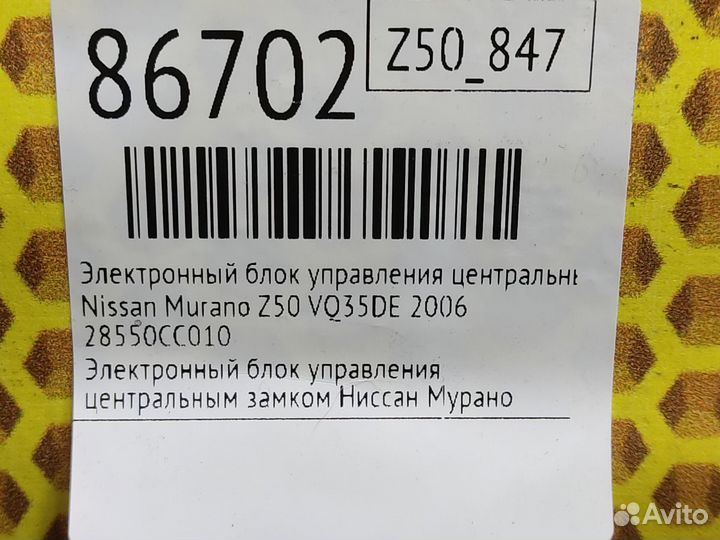 86702
Z50_847
Электронный блок управления центральны
Nissan Murano Z50 VQ35DE 2006
28550CC010
Электронный блок управления
центральным замком Ниссан Мурано
Avito